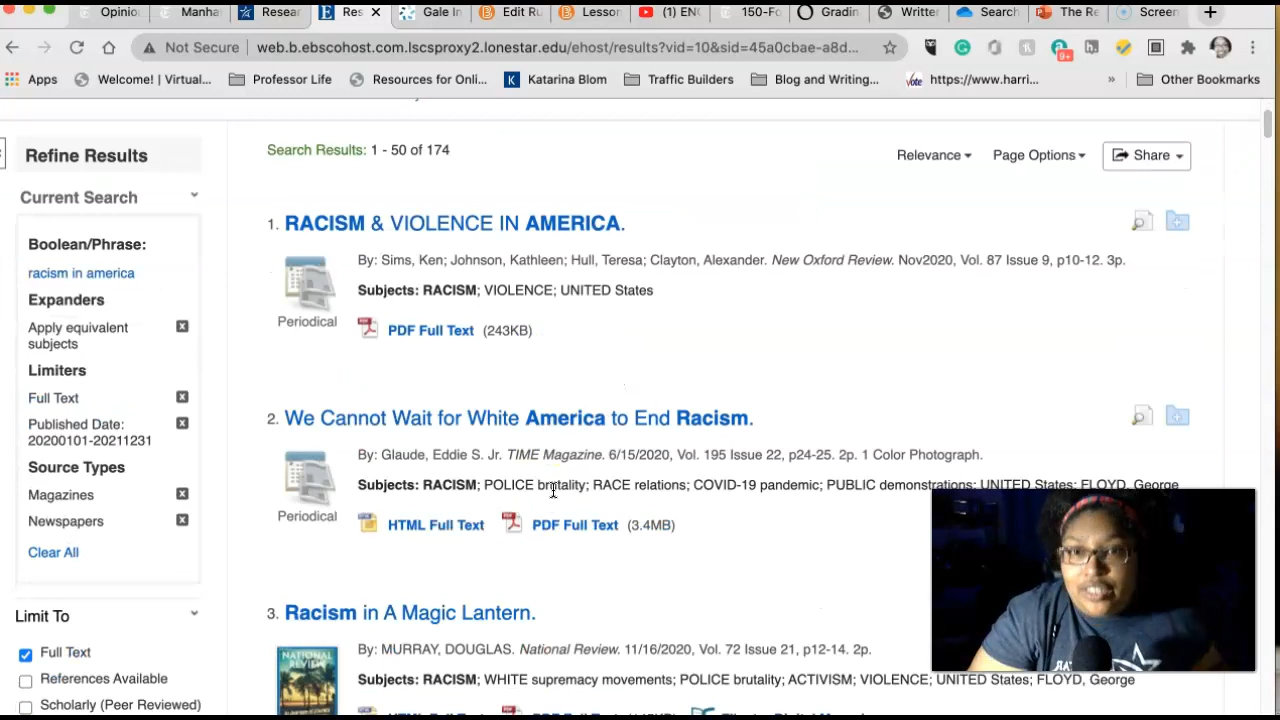 Opinio Manha Resear Res Gale In Edit Ru Lesson (1) ENG 150-Fo Gradin Writter Search The Re Screen
Not Secure web.b.ebscohost.com.lscsproxy2.lonestar.edu/ehost/results?vid=10&sid=45a0cbae-a8d...
Apps Welcome! | Virtual... Professor Life Resources for Onli... Katarina Blom Traffic Builders Blog and Writing... https://www.harri... » Other Bookmarks
Refine Results
Current Search
Boolean/Phrase:
racism in america
Expanders
Apply equivalent
subjects
Limiters
Full Text
Published Date:
20200101-20211231
Source Types
Magazines
Newspapers
Clear All
Limit To
Full Text
References Available
Scholarly (Peer Reviewed)
Search Results: 1 - 50 of 174
Relevance Page Options Share
1. RACISM & VIOLENCE IN AMERICA.
By: Sims, Ken; Johnson, Kathleen; Hull, Teresa; Clayton, Alexander. New Oxford Review. Nov2020, Vol. 87 Issue 9, p10-12. 3p.
Subjects: RACISM; VIOLENCE; UNITED States
Periodical
PDF Full Text (243KB)
2. We Cannot Wait for White America to End Racism.
By: Glaude, Eddie S. Jr. TIME Magazine. 6/15/2020, Vol. 195 Issue 22, p24-25. 2p. 1 Color Photograph.
Subjects: RACISM; POLICE brutality; RACE relations; COVID-19 pandemic; PUBLIC demonstrations; UNITED States; FLOYD, George
Periodical
HTML Full Text PDF Full Text (3.4MB)
3. Racism in A Magic Lantern.
By: MURRAY, DOUGLAS. National Review. 11/16/2020, Vol. 72 Issue 21, p12-14. 2p.
Subjects: RACISM; WHITE supremacy movements; POLICE brutality; ACTIVISM; VIOLENCE; UNITED States; FLOYD, George
NATIONAL
REVIEW